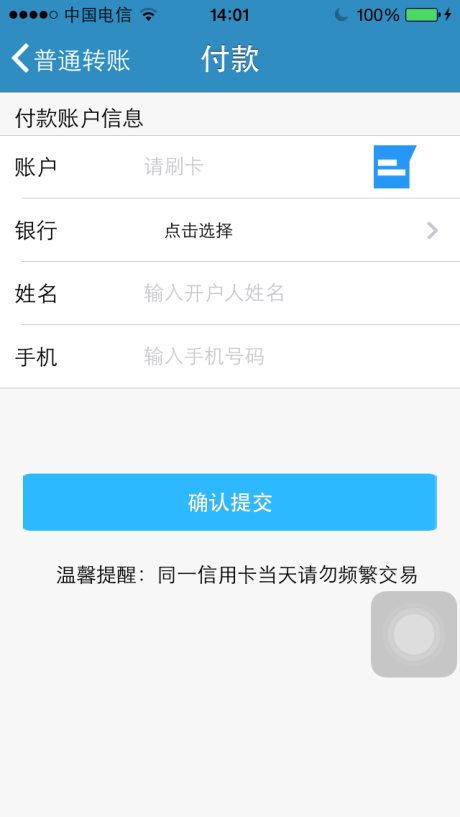 中国电信 14:01 100%
普通转账 付款
付款账户信息
账户 请刷卡
银行 点击选择
姓名 输入开户人姓名
手机 输入手机号码
确认提交
温馨提醒：同一信用卡当天请勿频繁交易